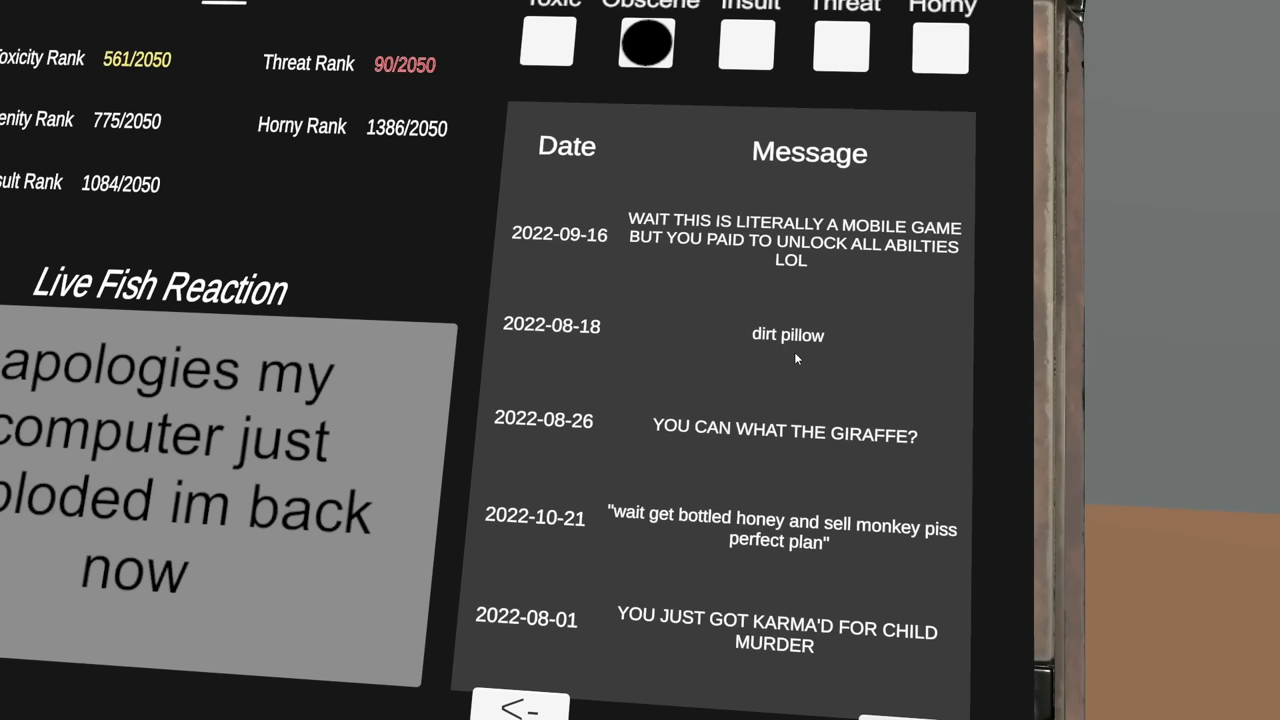 Toxic Obscene Insult Threat Horny
oxicity Rank 561/2050
Threat Rank 90/2050
enity Rank 775/2050
Horny Rank 1386/2050
sult Rank 1084/2050
Live Fish Reaction
apologies my
computer just
ploded im back
now
Date Message
2022-09-16
WAIT THIS IS LITERALLY A MOBILE GAME
BUT YOU PAID TO UNLOCK ALL ABILTIES
LOL
2022-08-18 dirt pillow
2022-08-26 YOU CAN WHAT THE GIRAFFE?
2022-10-21
"wait get bottled honey and sell monkey piss
perfect plan"
2022-08-01
YOU JUST GOT KARMA'D FOR CHILD
MURDER
<-